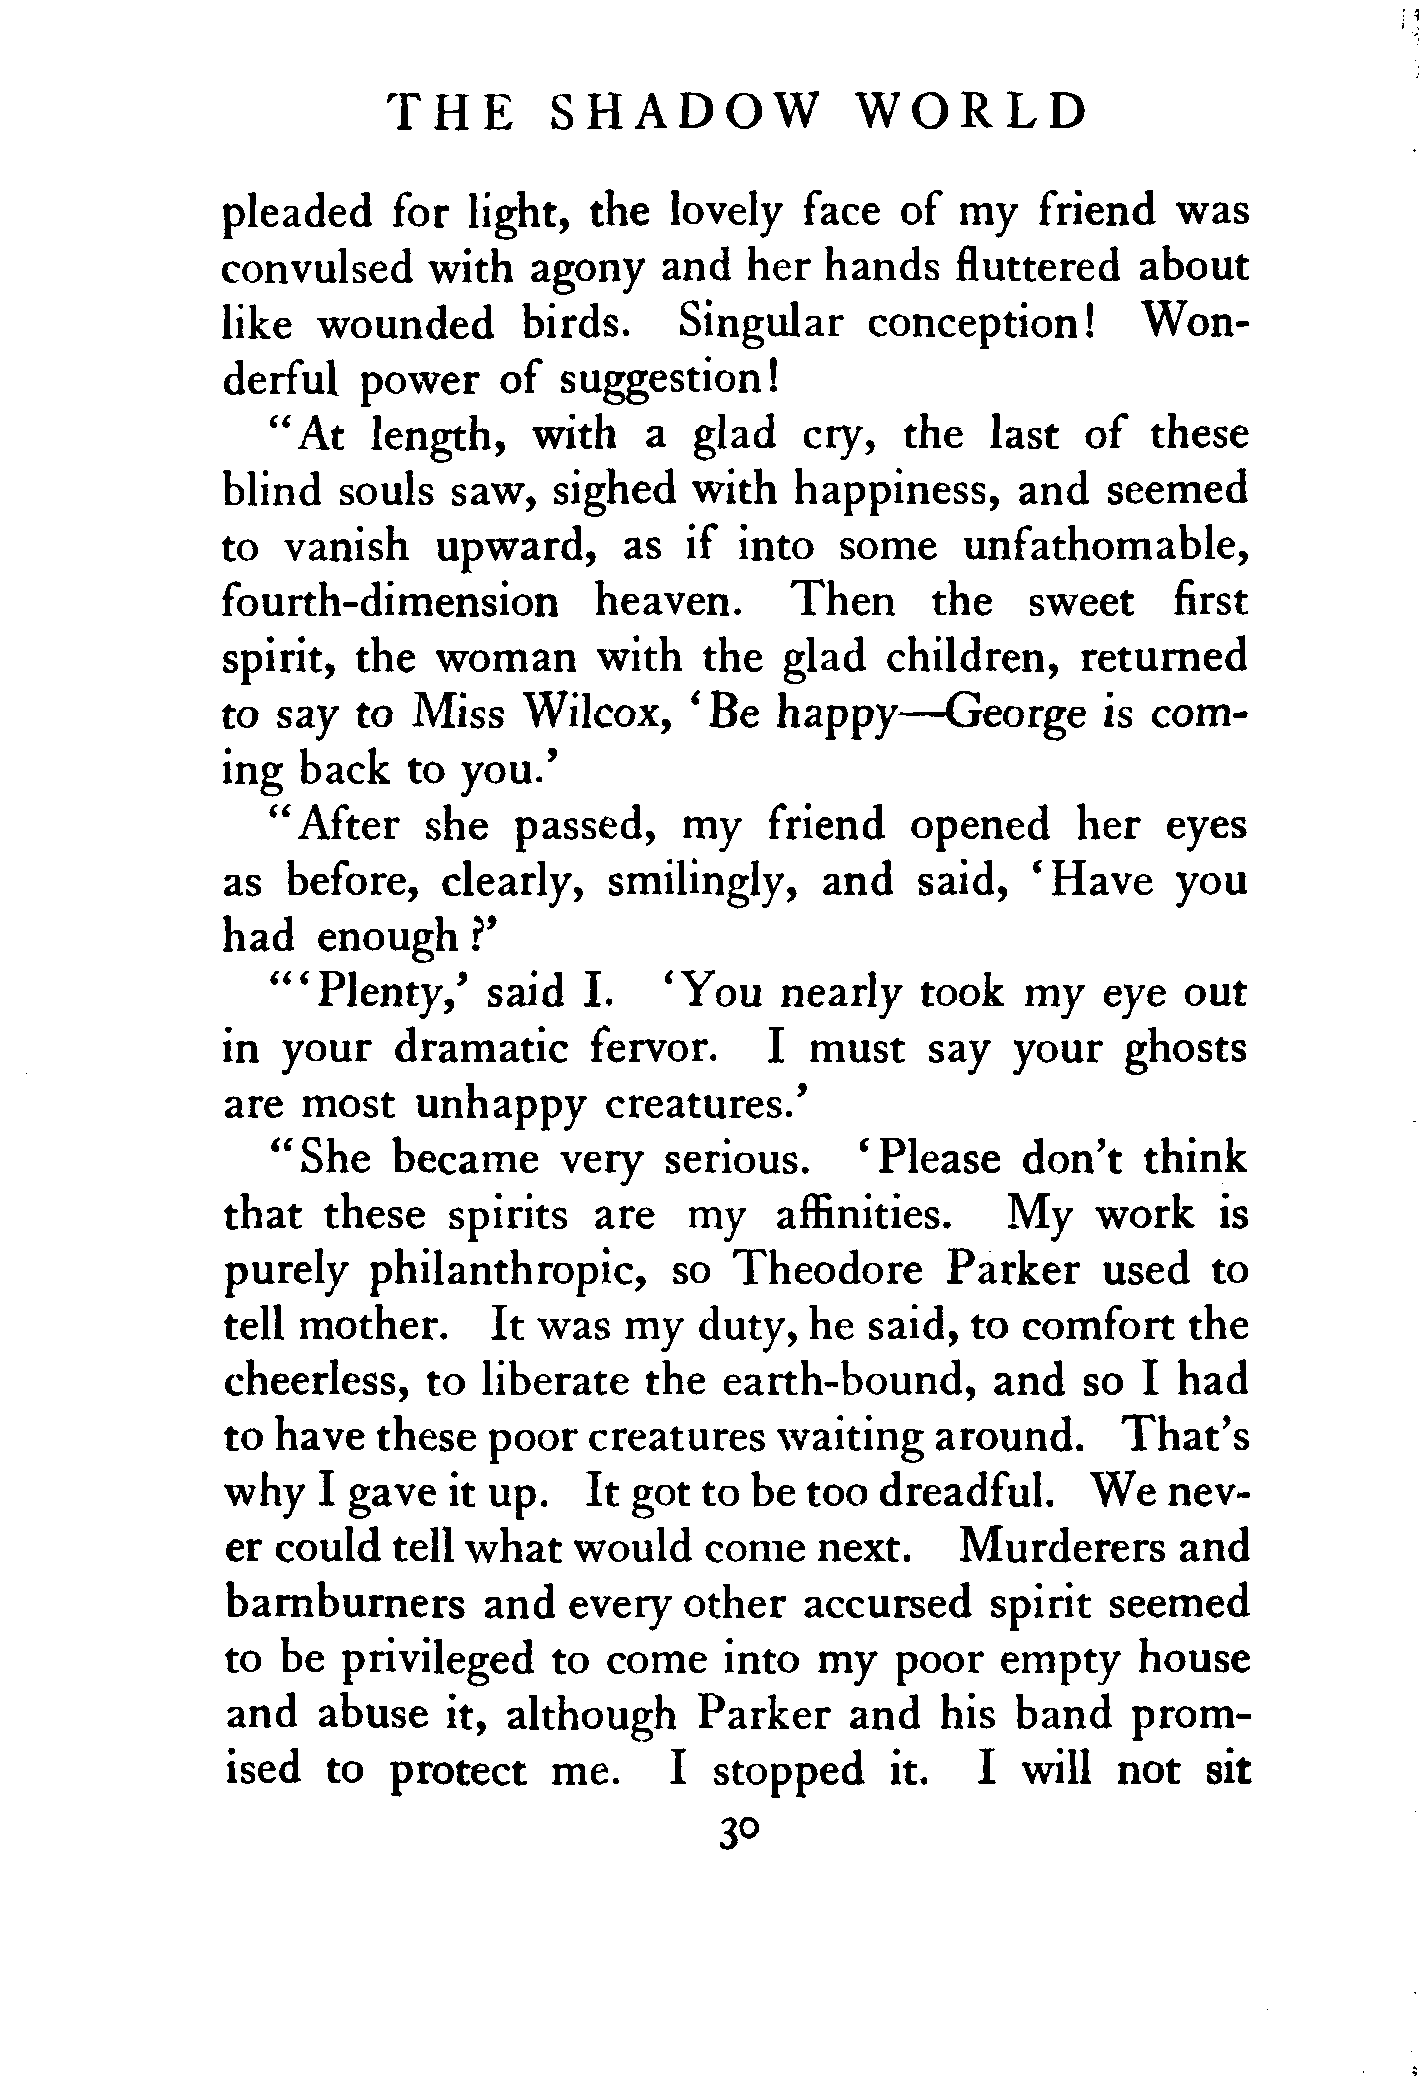 THE SHADOW WORLD
pleaded for light, the lovely face of my friend was
convulsed with agony and her hands fluttered about
like wounded birds. Singular conception! Won-
derful power of suggestion!
"At length, with a glad cry, the last of these
blind souls saw, sighed with happiness, and seemed
to vanish upward, as if into some unfathomable,
fourth-dimension heaven. Then the sweet first
spirit, the woman with the glad children, returned
to say to Miss Wilcox, 'Be happy—George is com-
ing back to you.'
"After she passed, my friend opened her eyes
as before, clearly, smilingly, and said, 'Have you
had enough?'
"'Plenty,' said I. 'You nearly took my eye out
in your dramatic fervor. I must say your ghosts
are most unhappy creatures.'
"She became very serious. 'Please don't think
that these spirits are my affinities. My work is
purely philanthropic, so Theodore Parker used to
tell mother. It was my duty, he said, to comfort the
cheerless, to liberate the earth-bound, and so I had
to have these poor creatures waiting around. That's
why I gave it up. It got to be too dreadful. We nev-
er could tell what would come next. Murderers and
barnburners and every other accursed spirit seemed
to be privileged to come into my poor empty house
and abuse it, although Parker and his band prom-
ised to protect me. I stopped it. I will not sit
30